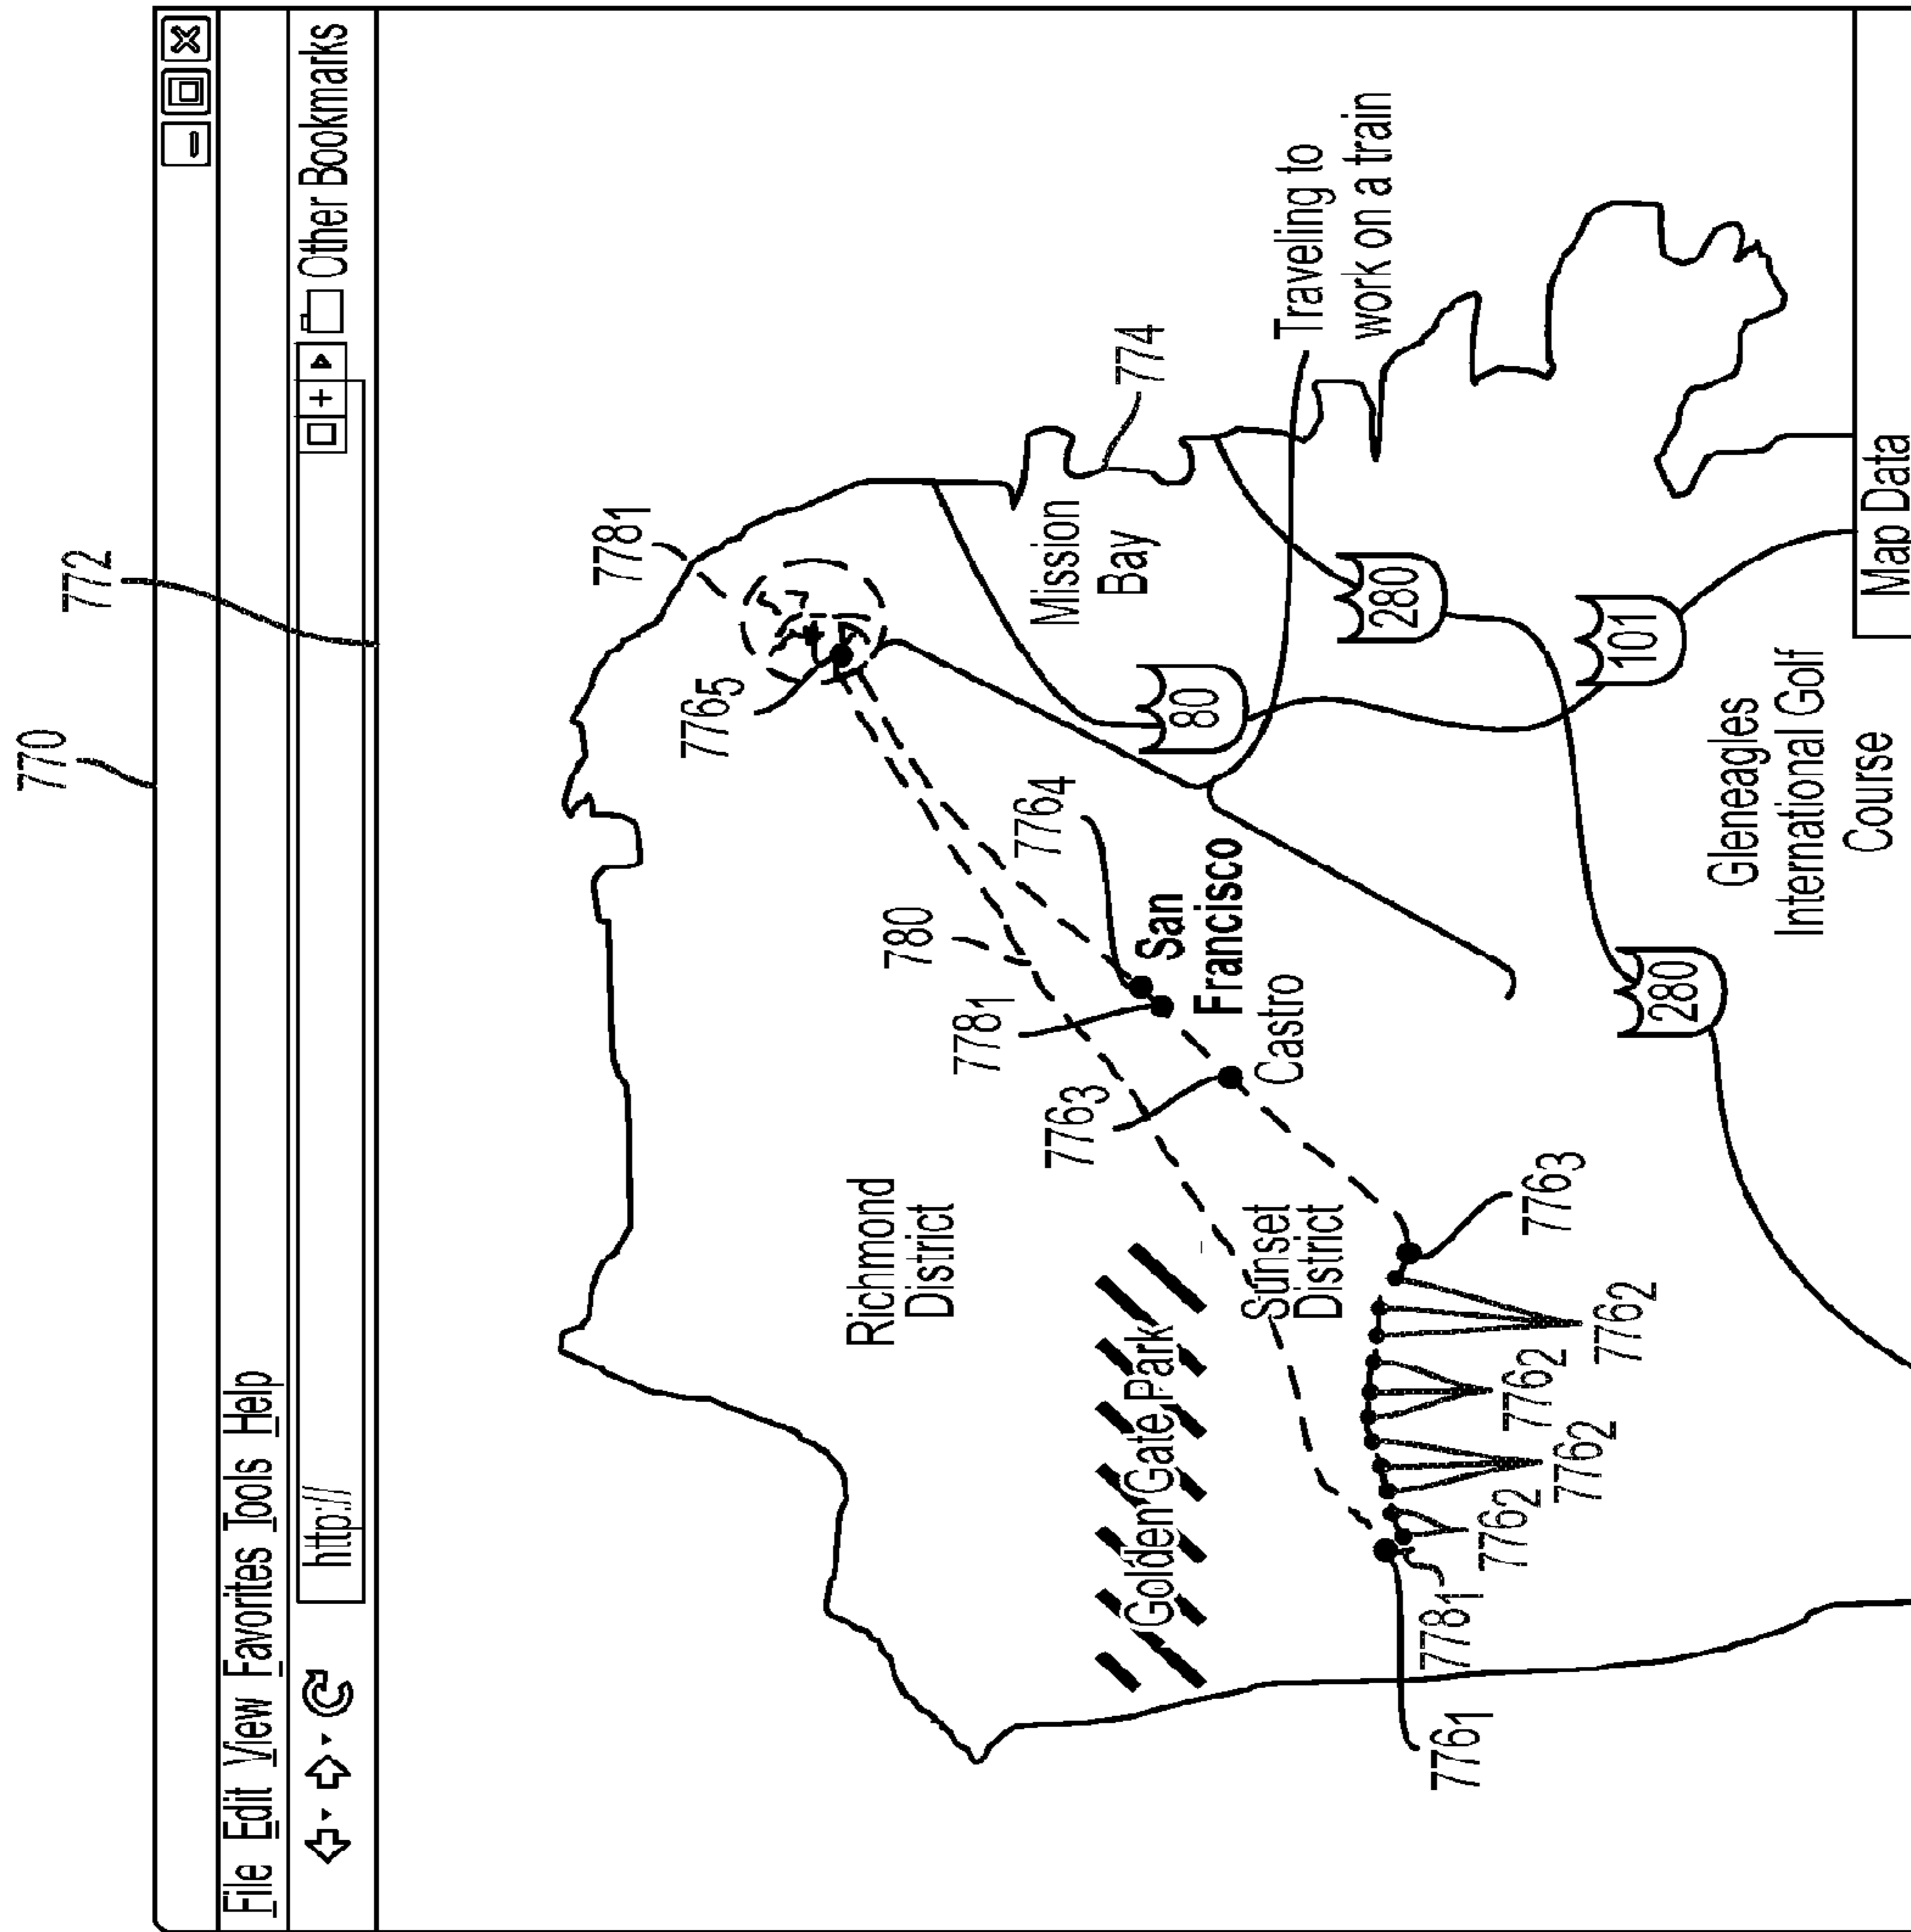 770
772
File Edit View Favorites Tools Help
http://
Other Bookmarks
778₁
776₅
774
Mission
Bay
Richmond
District
780
778₁
776₄
776₃
San
Francisco
Castro
80
Traveling to
work on a train
280
Golden Gate Park
Sunset
District
776₁
778₁
776₂
776₂
776₂
776₂
776₃
101
280
Gleneagles
International Golf
Course
Map Data